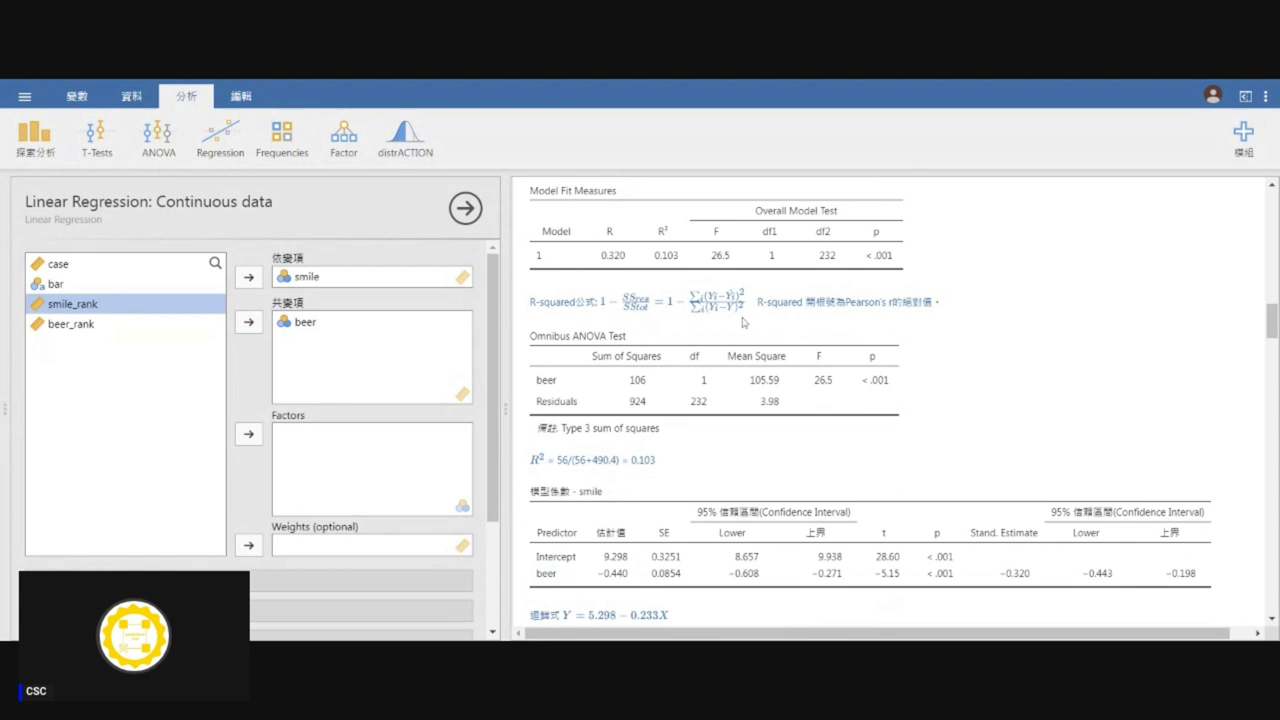 變數 資料 分析 編輯
探索分析 T-Tests ANOVA Regression Frequencies Factor distrACTION 模組
Linear Regression: Continuous data
Linear Regression
case
bar
smile_rank
beer_rank
依變項
smile
共變項
beer
Factors
Weights (optional)
CSC
Model Fit Measures
Overall Model Test
Model R R² F df1 df2 p
1 0.320 0.103 26.5 1 232 < .001
R-squared公式: 1 − SSres/SStot = 1 − ∑i(Yi−Ŷi)²/∑i(Yi−Ȳ)² R-squared 開根號為Pearson's r的絕對值。
Omnibus ANOVA Test
Sum of Squares df Mean Square F p
beer 106 1 105.59 26.5 < .001
Residuals 924 232 3.98
備註. Type 3 sum of squares
R² = 56/(56+490.4) = 0.103
模型係數 - smile
95% 信賴區間(Confidence Interval) 95% 信賴區間(Confidence Interval)
Predictor 估計值 SE Lower 上界 t p Stand. Estimate Lower 上界
Intercept 9.298 0.3251 8.657 9.938 28.60 < .001
beer −0.440 0.0854 −0.608 −0.271 −5.15 < .001 −0.320 −0.443 −0.198
迴歸式 Y = 5.298 − 0.233X